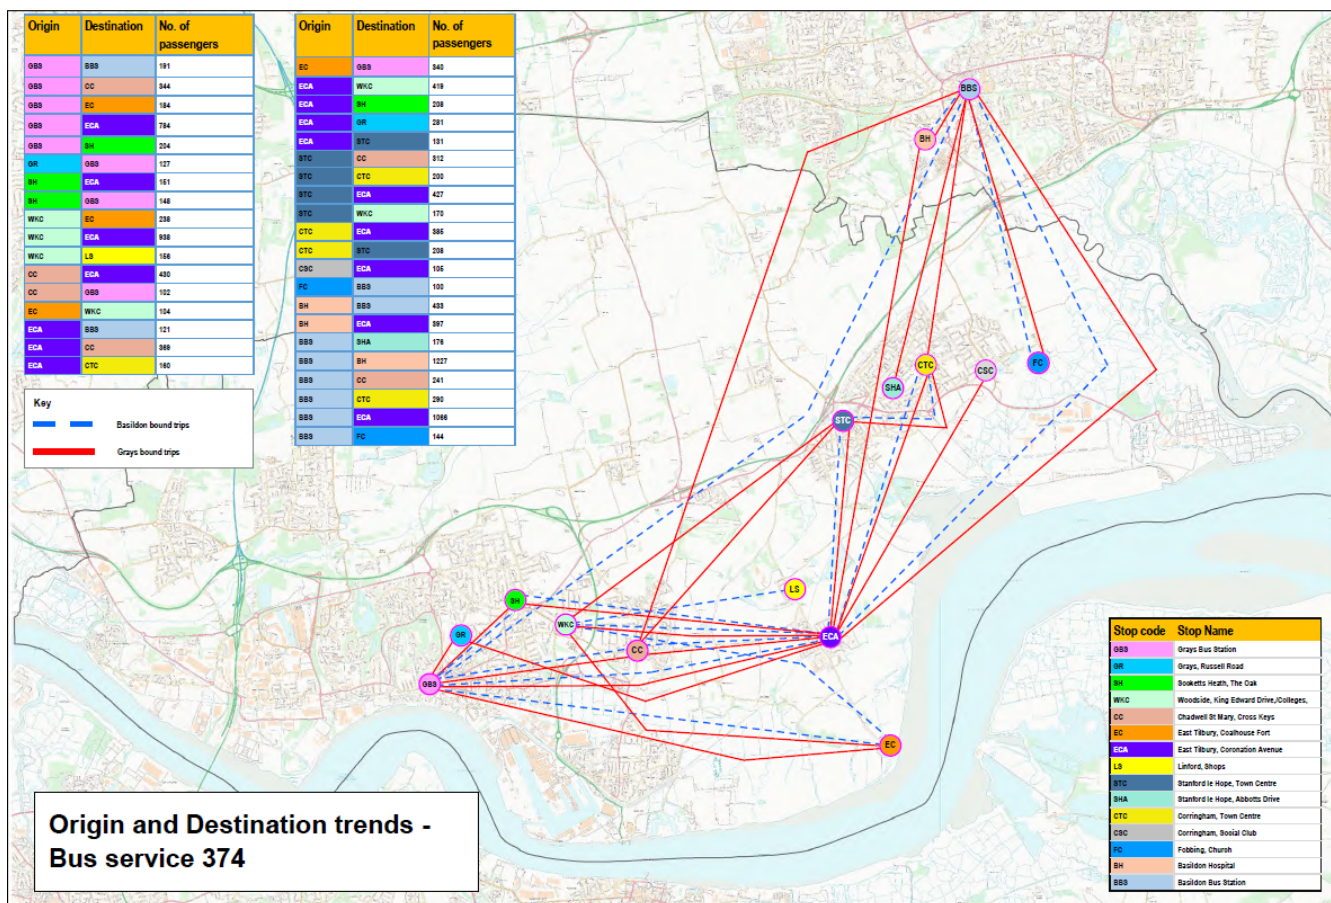 Origin Destination No. of passengers
GBS BBS 191
GBS CC 344
GBS EC 184
GBS ECA 784
GBS SH 204
GR GBS 127
SH ECA 151
SH GBS 148
WKC EC 238
WKC ECA 938
WKC LS 156
CC ECA 430
CC GBS 102
EC WKC 104
ECA BBS 121
ECA CC 369
ECA CTC 160
Key
Basildon bound trips
Grays bound trips
Origin Destination No. of passengers
EC GBS 340
ECA WKC 419
ECA SH 208
ECA GR 281
ECA STC 131
STC CC 312
STC CTC 200
STC ECA 427
STC WKC 170
CTC ECA 385
CTC STC 208
CSC ECA 105
FC BBS 100
BH BBS 433
BH ECA 397
BBS SHA 176
BBS BH 1227
BBS CC 241
BBS CTC 290
BBS ECA 1066
BBS FC 144
BBS
BH
CTC
CSC
FC
SHA
STC
LS
SH
WKC
GR
ECA
CC
GBS
EC
Stop code Stop Name
GBS Grays Bus Station
GR Grays, Russell Road
SH Socketts Heath, The Oak
WKC Woodside, King Edward Drive,/Colleges,
CC Chadwell St Mary, Cross Keys
EC East Tilbury, Coalhouse Fort
ECA East Tilbury, Coronation Avenue
LS Linford, Shops
STC Stanford le Hope, Town Centre
SHA Stanford le Hope, Abbotts Drive
CTC Corringham, Town Centre
CSC Corringham, Social Club
FC Fobbing, Church
BH Basildon Hospital
BBS Basildon Bus Station
Origin and Destination trends -
Bus service 374